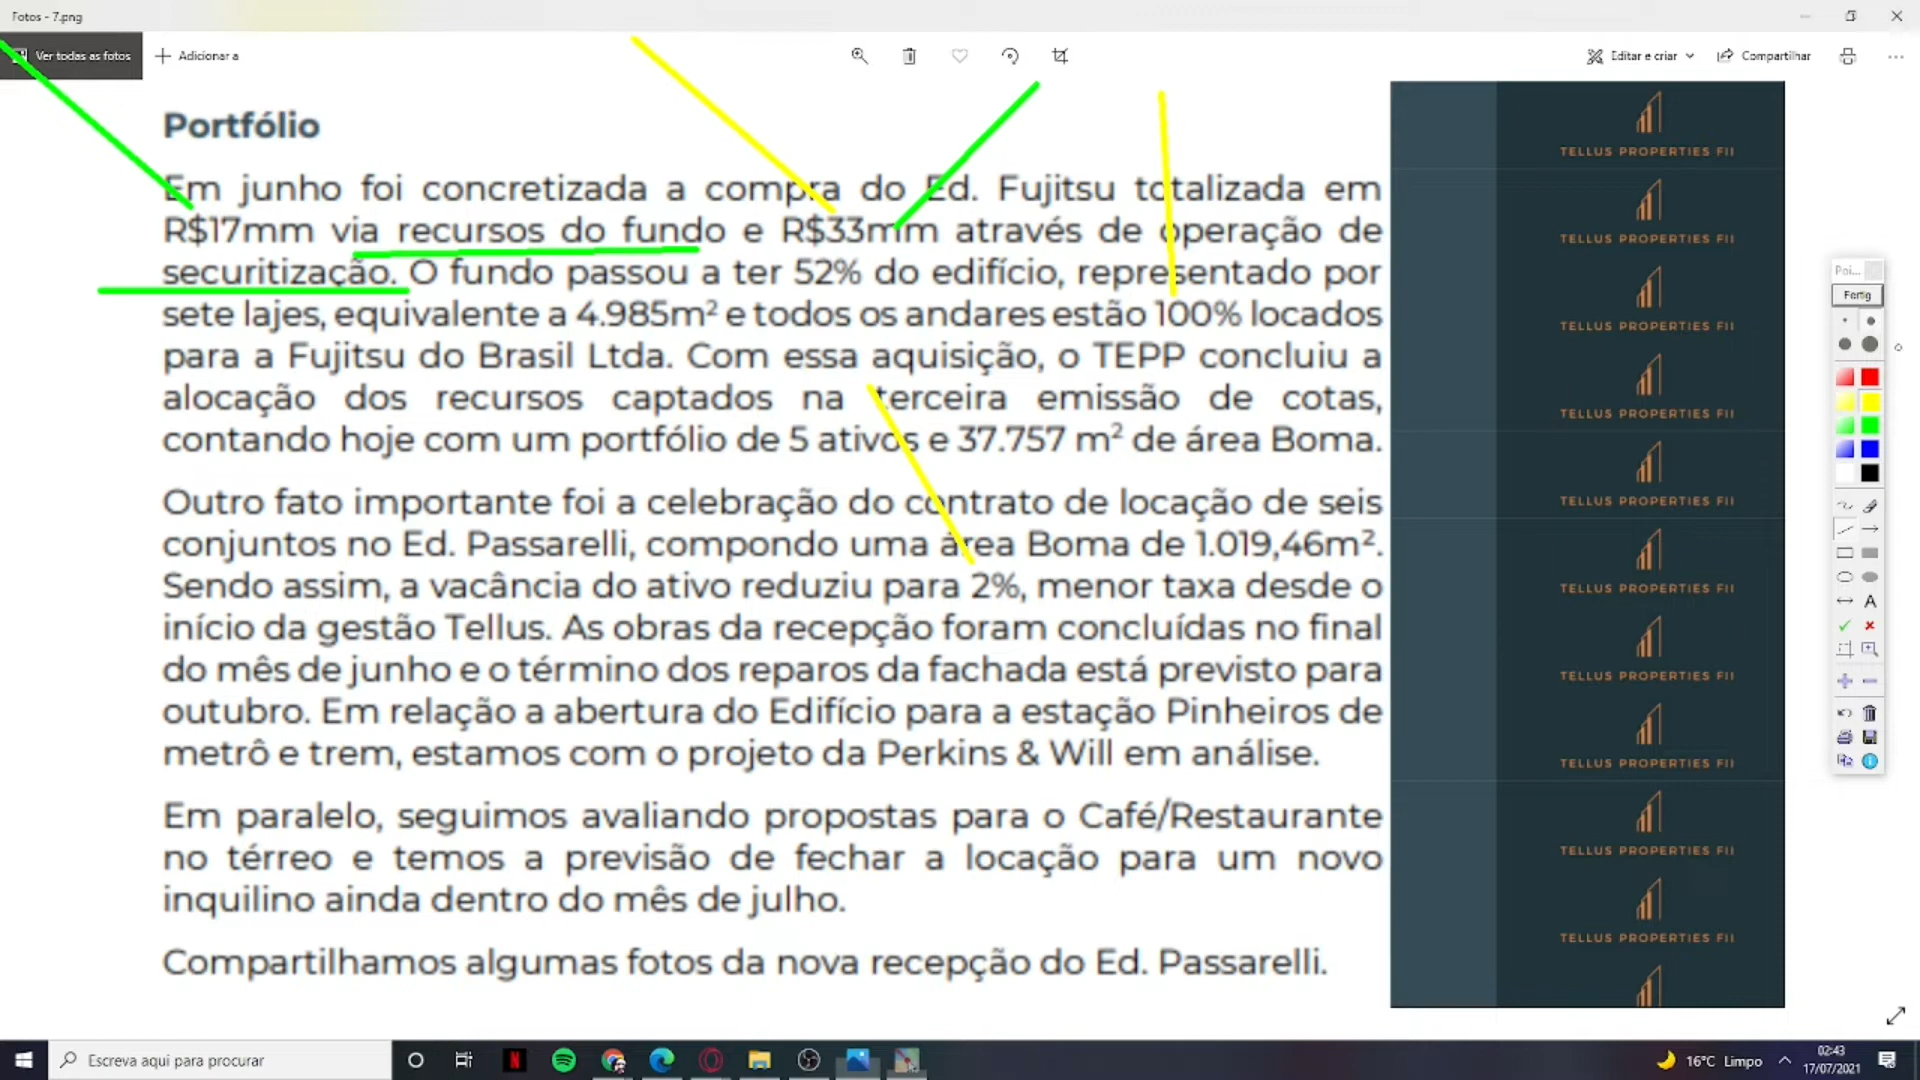 Fotos - 7.png
Ver todas as fotos
Adicionar a
Editar e criar
Compartilhar
Portfólio
Em junho foi concretizada a compra do Ed. Fujitsu totalizada em
R$17mm via recursos do fundo e R$33mm através de operação de
securitização. O fundo passou a ter 52% do edifício, representado por
sete lajes, equivalente a 4.985m² e todos os andares estão 100% locados
para a Fujitsu do Brasil Ltda. Com essa aquisição, o TEPP concluiu a
alocação dos recursos captados na terceira emissão de cotas,
contando hoje com um portfólio de 5 ativos e 37.757 m² de área Boma.
Outro fato importante foi a celebração do contrato de locação de seis
conjuntos no Ed. Passarelli, compondo uma área Boma de 1.019,46m².
Sendo assim, a vacância do ativo reduziu para 2%, menor taxa desde o
início da gestão Tellus. As obras da recepção foram concluídas no final
do mês de junho e o término dos reparos da fachada está previsto para
outubro. Em relação a abertura do Edifício para a estação Pinheiros de
metrô e trem, estamos com o projeto da Perkins & Will em análise.
Em paralelo, seguimos avaliando propostas para o Café/Restaurante
no térreo e temos a previsão de fechar a locação para um novo
inquilino ainda dentro do mês de julho.
Compartilhamos algumas fotos da nova recepção do Ed. Passarelli.
TELLUS PROPERTIES FII
TELLUS PROPERTIES FII
TELLUS PROPERTIES FII
TELLUS PROPERTIES FII
TELLUS PROPERTIES FII
TELLUS PROPERTIES FII
TELLUS PROPERTIES FII
TELLUS PROPERTIES FII
TELLUS PROPERTIES FII
TELLUS PROPERTIES FII
Poi...
Fertig
A
Escreva aqui para procurar
16°C Limpo
02:43
17/07/2021